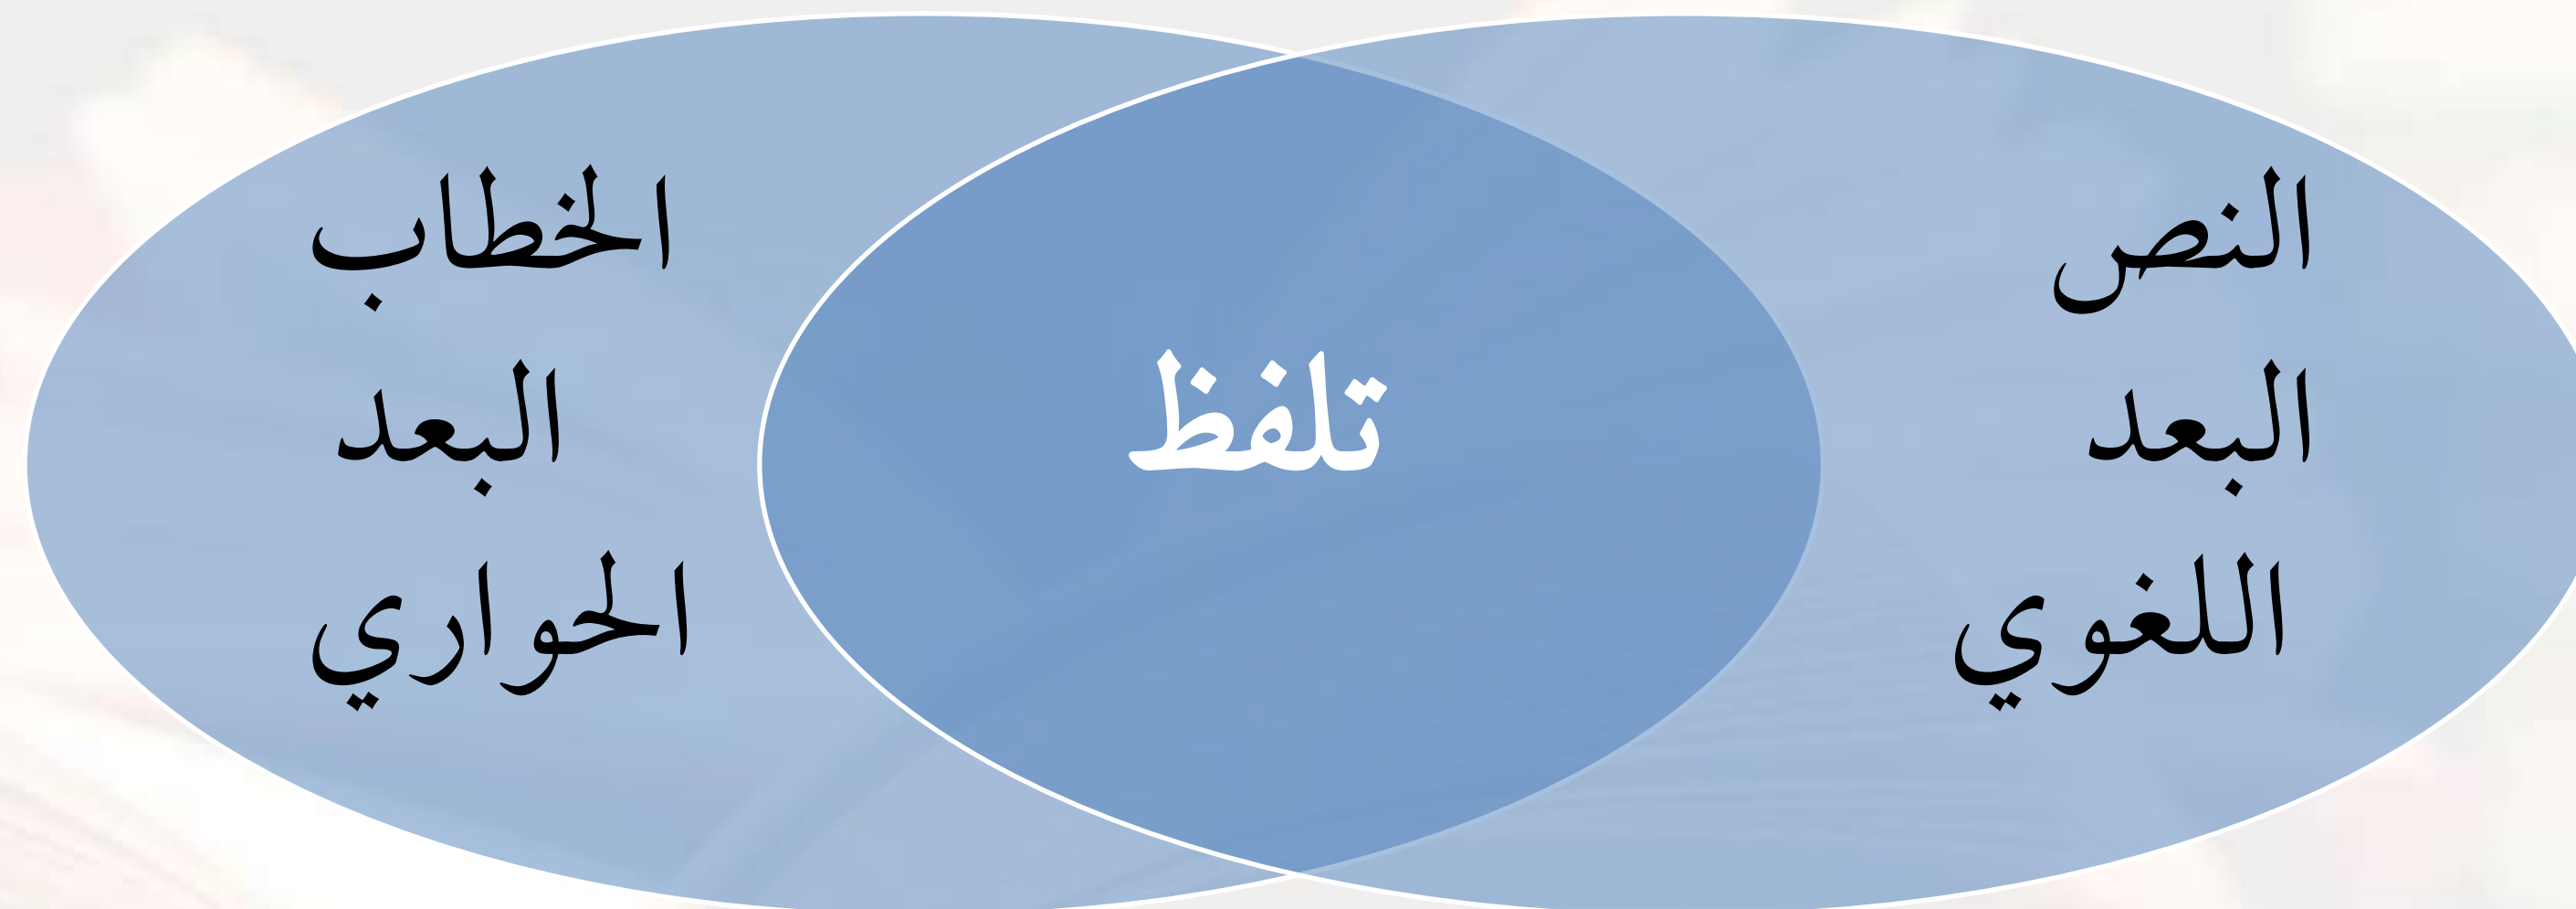 النص
البعد
اللغوي
تلفظ
الخطاب
البعد
الحواري